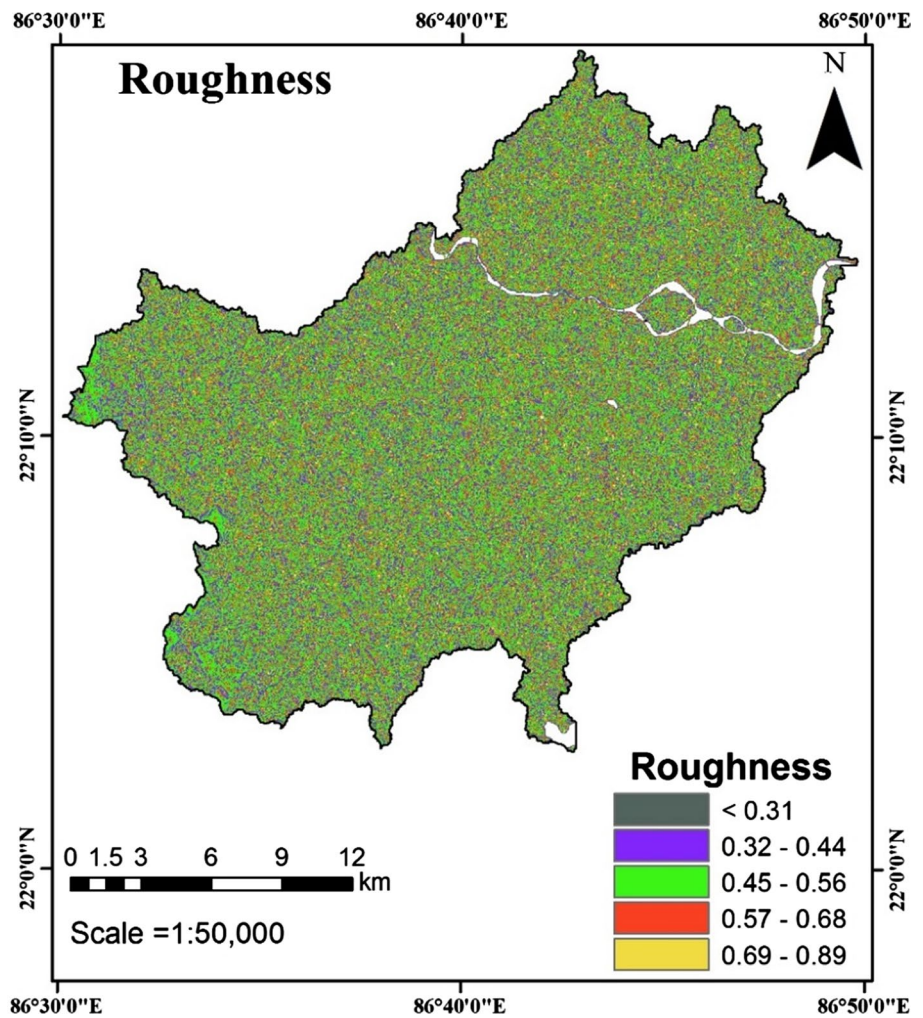 86°30'0"E 86°40'0"E 86°50'0"E
Roughness
N
22°10'0"N 22°10'0"N
Roughness
< 0.31
0.32 - 0.44
0.45 - 0.56
0.57 - 0.68
0.69 - 0.89
22°0'0"N 22°0'0"N
0 1.5 3 6 9 12
km
Scale =1:50,000
86°30'0"E 86°40'0"E 86°50'0"E